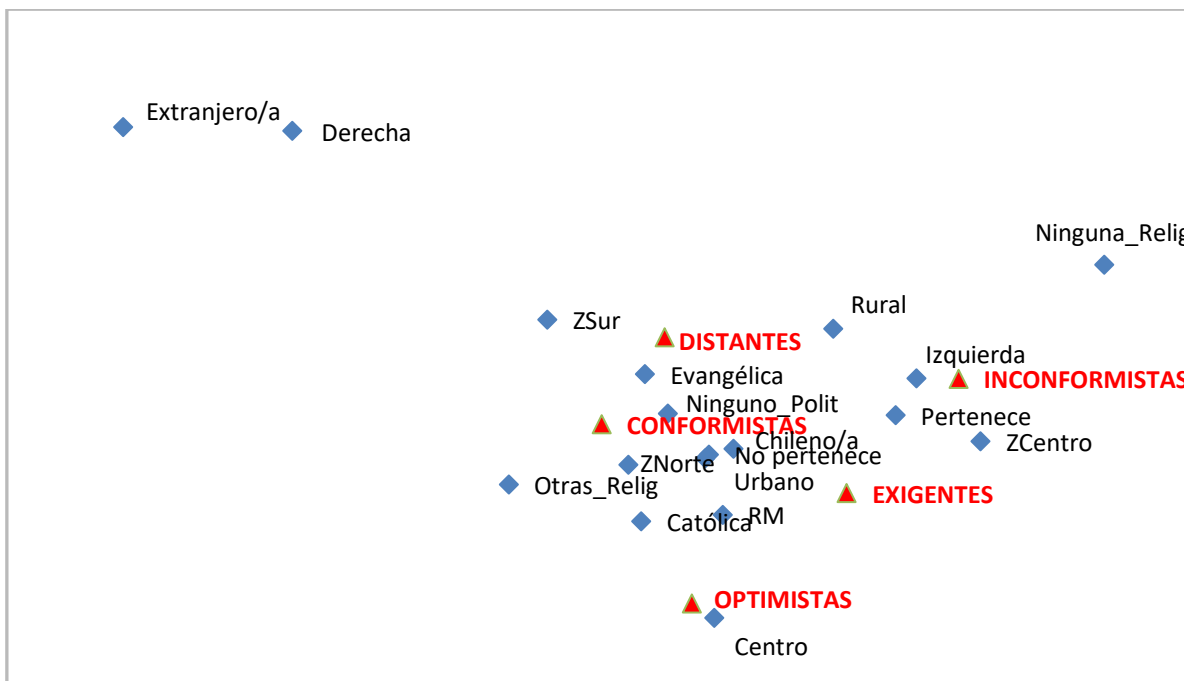 Extranjero/a
Derecha
Ninguna_Relig
Rural
ZSur
DISTANTES
Izquierda
Evangélica
INCONFORMISTAS
Ninguno_Polit
Pertenece
CONFORMISTAS
Chileno/a
ZCentro
No pertenece
ZNorte
Urbano
Otras_Relig
EXIGENTES
RM
Católica
OPTIMISTAS
Centro